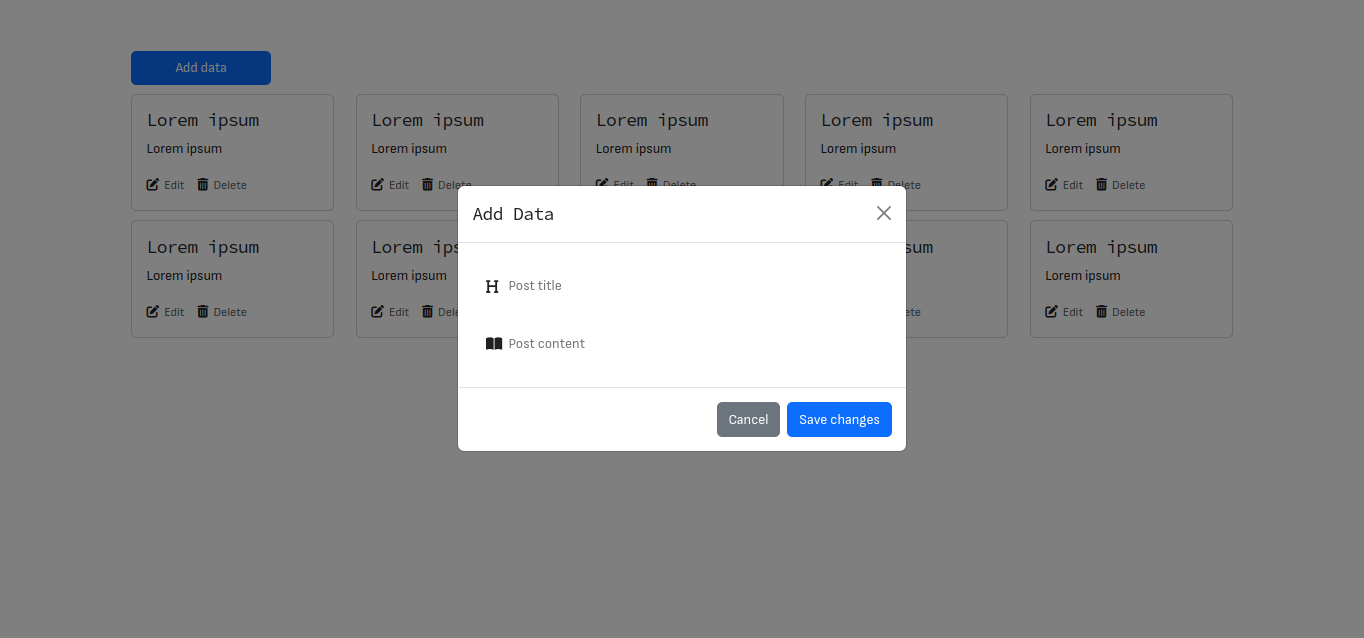 Add data
Lorem ipsum Lorem ipsum Lorem ipsum Lorem ipsum Lorem ipsum
Lorem ipsum Lorem ipsum Lorem ipsum Lorem ipsum Lorem ipsum
Edit Delete Edit Delete Edit Delete Edit Delete Edit Delete
Add Data
Post title
Post content
Cancel Save changes
Lorem ipsum Lorem ips sum Lorem ipsum
Lorem ipsum Lorem ipsum Lorem ipsum
Edit Delete Edit Dele ete Edit Delete